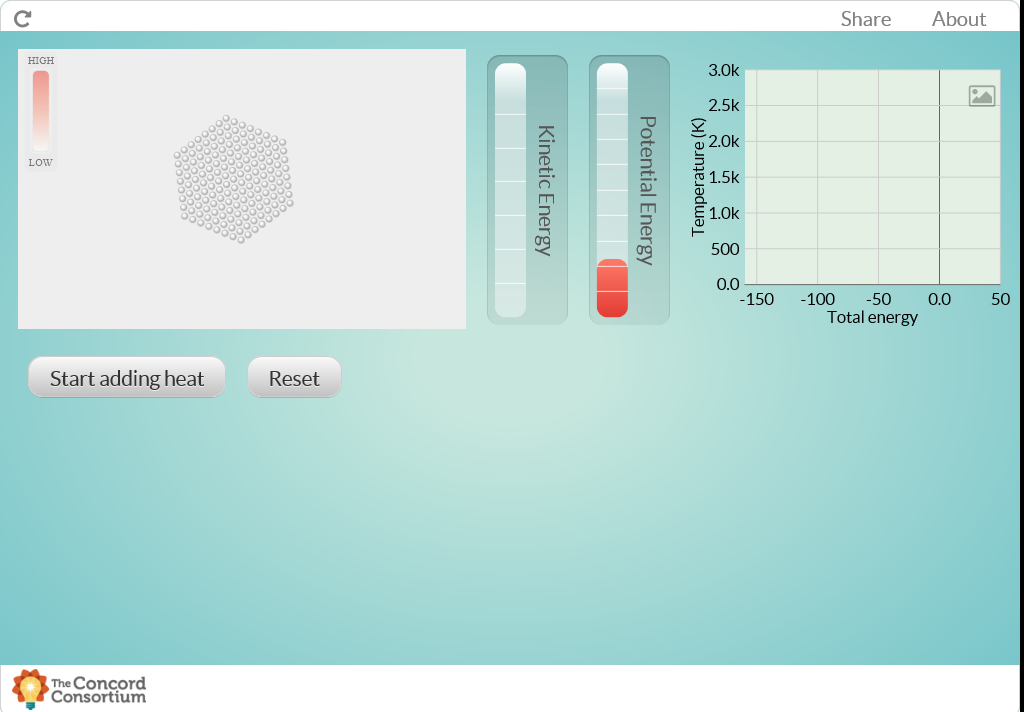 Share
About
HIGH
LOW
Kinetic Energy
Potential Energy
Temperature (K)
3.0k
2.5k
2.0k
1.5k
1.0k
500
0.0
-150
-100
-50
0.0
50
Total energy
Start adding heat
Reset
The Concord
Consortium